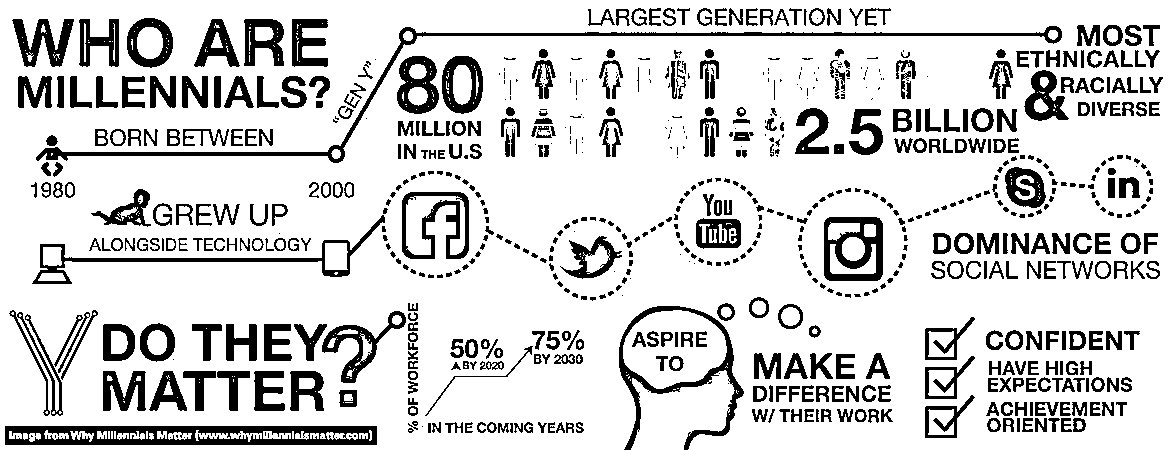 WHO ARE
MILLENNIALS?
BORN BETWEEN
1980
2000
"GEN Y"
LARGEST GENERATION YET
80
MILLION
IN THE U.S
2.5 BILLION
WORLDWIDE
MOST
ETHNICALLY
& RACIALLY
DIVERSE
GREW UP
ALONGSIDE TECHNOLOGY
f
You
Tube
S
in
DOMINANCE OF
SOCIAL NETWORKS
Y DO THEY
MATTER?
% OF WORKFORCE
50%
BY 2020
75%
BY 2030
IN THE COMING YEARS
ASPIRE
TO
MAKE A
DIFFERENCE
W/ THEIR WORK
CONFIDENT
HAVE HIGH
EXPECTATIONS
ACHIEVEMENT
ORIENTED
Image from Why Millennials Matter (www.whymillennialsmatter.com)